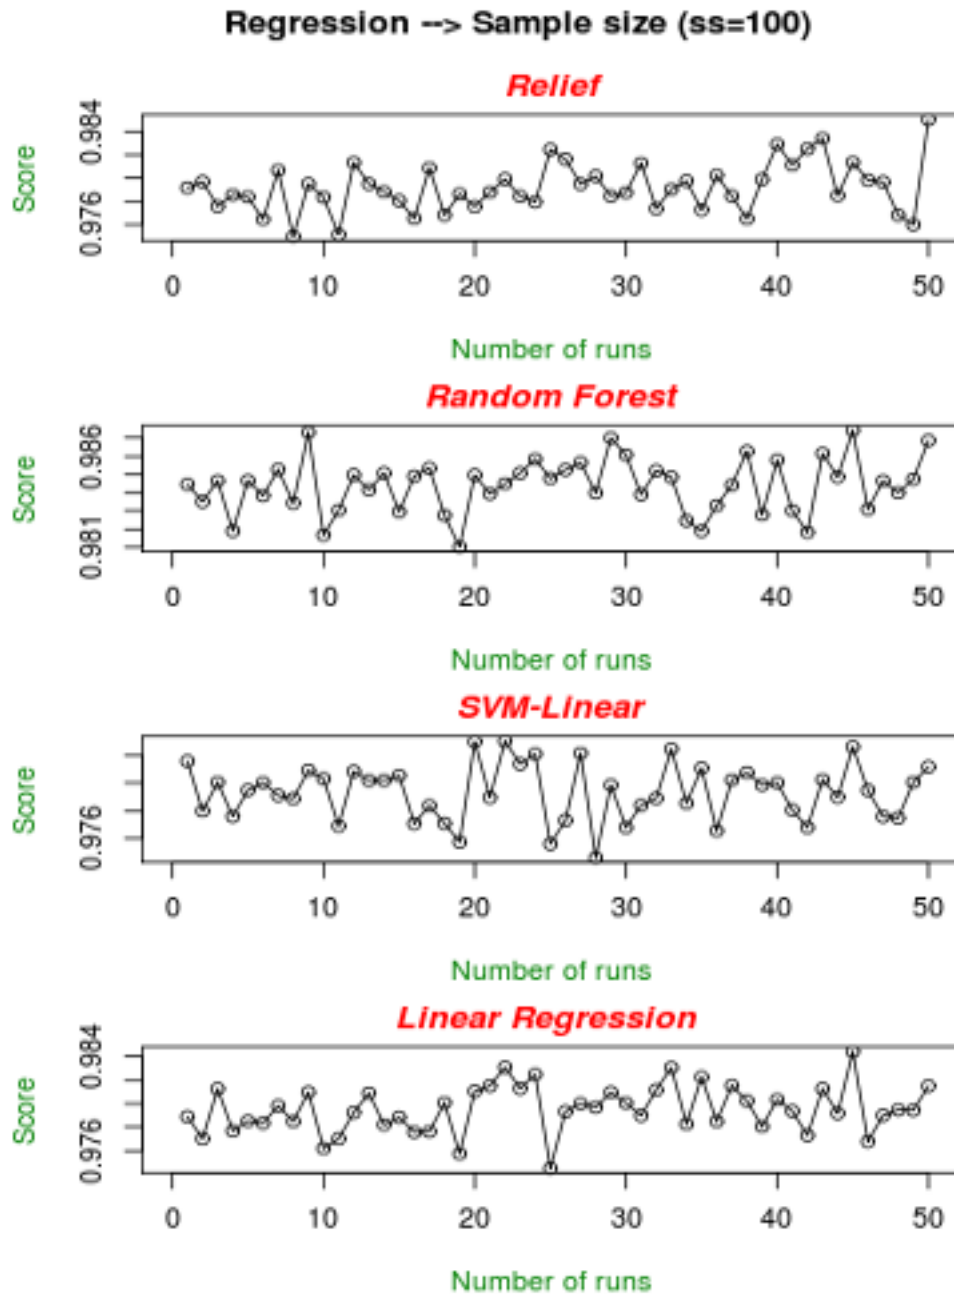 Regression --> Sample size (ss=100)
Relief
Score
0.984
0.976
0 10 20 30 40 50
Number of runs
Random Forest
Score
0.986
0.981
0 10 20 30 40 50
Number of runs
SVM-Linear
Score
0.976
0 10 20 30 40 50
Number of runs
Linear Regression
Score
0.984
0.976
0 10 20 30 40 50
Number of runs